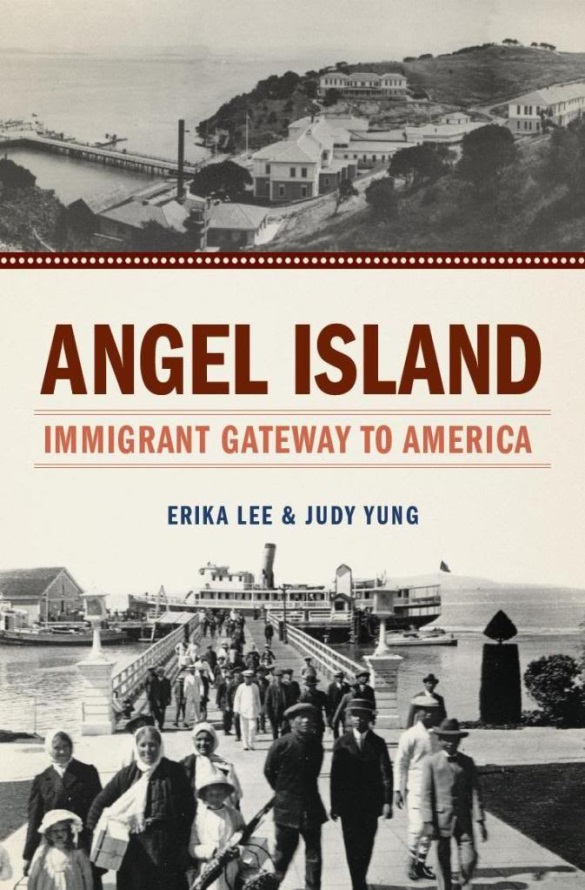 ANGEL ISLAND
IMMIGRANT GATEWAY TO AMERICA
ERIKA LEE & JUDY YUNG